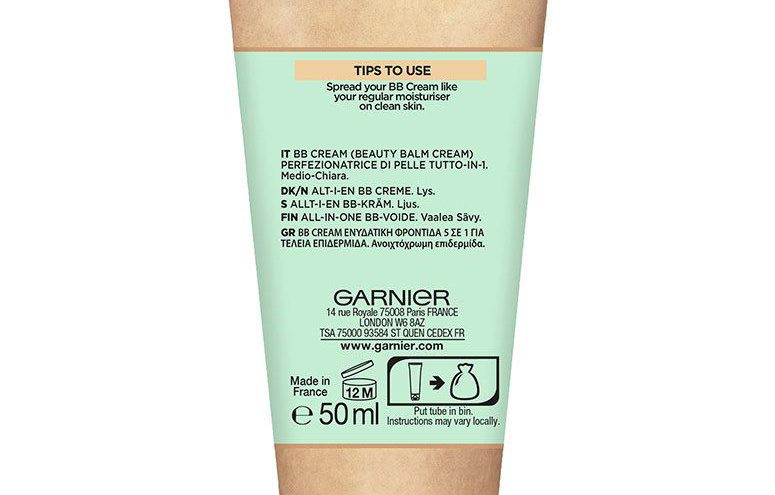 TIPS TO USE
Spread your BB Cream like
your regular moisturiser
on clean skin.
IT BB CREAM (BEAUTY BALM CREAM)
PERFEZIONATRICE DI PELLE TUTTO-IN-1.
Medio-Chiara.
DK/N ALT-I-EN BB CREME. Lys.
S ALLT-I-EN BB-KRÄM. Ljus.
FIN ALL-IN-ONE BB-VOIDE. Vaalea Sävy.
GR BB CREAM ΕΝΥΔΑΤΙΚΗ ΦΡΟΝΤΙΔΑ 5 ΣΕ 1 ΓΙΑ
ΤΕΛΕΙΑ ΕΠΙΔΕΡΜΙΔΑ. Ανοιχτόχρωμη επιδερμίδα.
GARNIER
14 rue Royale 75008 Paris FRANCE
LONDON W6 8AZ
TSA 75000 93584 ST OUEN CEDEX FR
www.garnier.com
Made in
France
12 M
℮ 50 ml
Put tube in bin.
Instructions may vary locally.